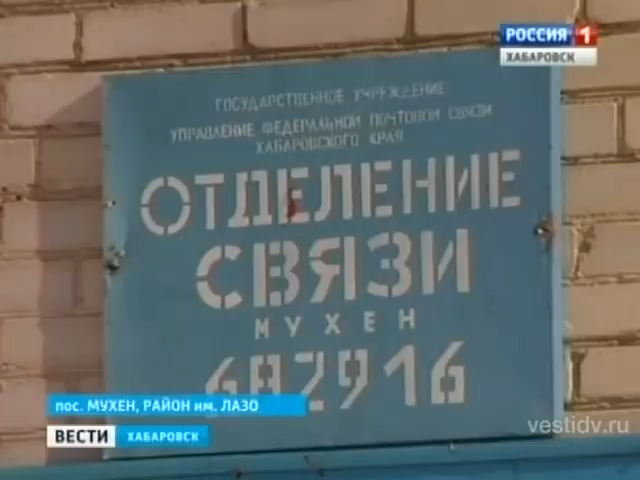 РОССИЯ 1
ХАБАРОВСК
ГОСУДАРСТВЕННОЕ УЧРЕЖДЕНИЕ
УПРАВЛЕНИЕ ФЕДЕРАЛЬНОЙ ПОЧТОВОЙ СВЯЗИ
ХАБАРОВСКОГО КРАЯ
ОТДЕЛЕНИЕ
СВЯЗИ
МУХЕН
682916
пос. МУХЕН, РАЙОН им. ЛАЗО
ВЕСТИ ХАБАРОВСК
vestidv.ru